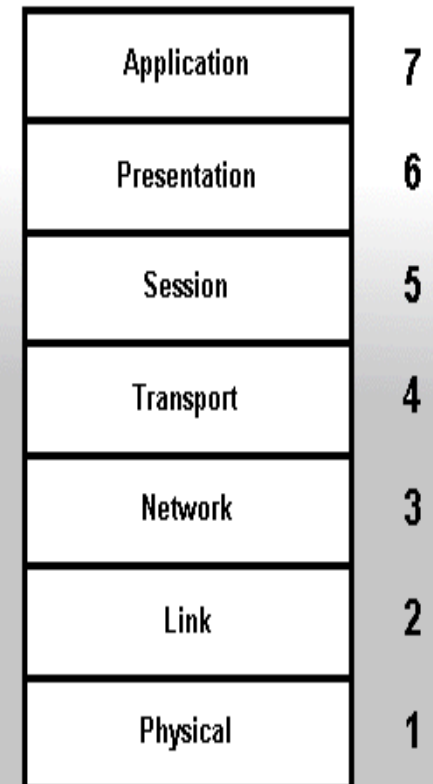 Application 7
Presentation 6
Session 5
Transport 4
Network 3
Link 2
Physical 1